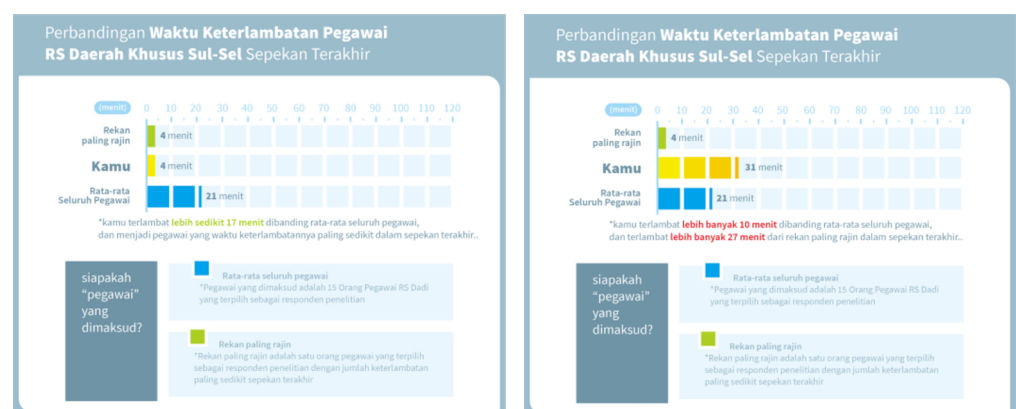 Perbandingan Waktu Keterlambatan Pegawai
RS Daerah Khusus Sul-Sel Sepekan Terakhir
(menit) 0 10 20 30 40 50 60 70 80 90 100 110 120
Rekan
paling rajin
4 menit
Kamu
4 menit
Rata-rata
Seluruh Pegawai
21 menit
*kamu terlambat lebih sedikit 17 menit dibanding rata-rata seluruh pegawai,
dan menjadi pegawai yang waktu keterlambatannya paling sedikit dalam sepekan terakhir..
siapakah
“pegawai”
yang
dimaksud?
Rata-rata seluruh pegawai
*Pegawai yang dimaksud adalah 15 Orang Pegawai RS Dadi
yang terpilih sebagai responden penelitian
Rekan paling rajin
*Rekan paling rajin adalah satu orang pegawai yang terpilih
sebagai responden penelitian dengan jumlah keterlambatan
paling sedikit sepekan terakhir
Perbandingan Waktu Keterlambatan Pegawai
RS Daerah Khusus Sul-Sel Sepekan Terakhir
(menit) 0 10 20 30 40 50 60 70 80 90 100 110 120
Rekan
paling rajin
4 menit
Kamu
31 menit
Rata-rata
Seluruh Pegawai
21 menit
*kamu terlambat lebih banyak 10 menit dibanding rata-rata seluruh pegawai,
dan terlambat lebih banyak 27 menit dari rekan paling rajin dalam sepekan terakhir..
siapakah
“pegawai”
yang
dimaksud?
Rata-rata seluruh pegawai
*Pegawai yang dimaksud adalah 15 Orang Pegawai RS Dadi
yang terpilih sebagai responden penelitian
Rekan paling rajin
*Rekan paling rajin adalah satu orang pegawai yang terpilih
sebagai responden penelitian dengan jumlah keterlambatan
paling sedikit sepekan terakhir